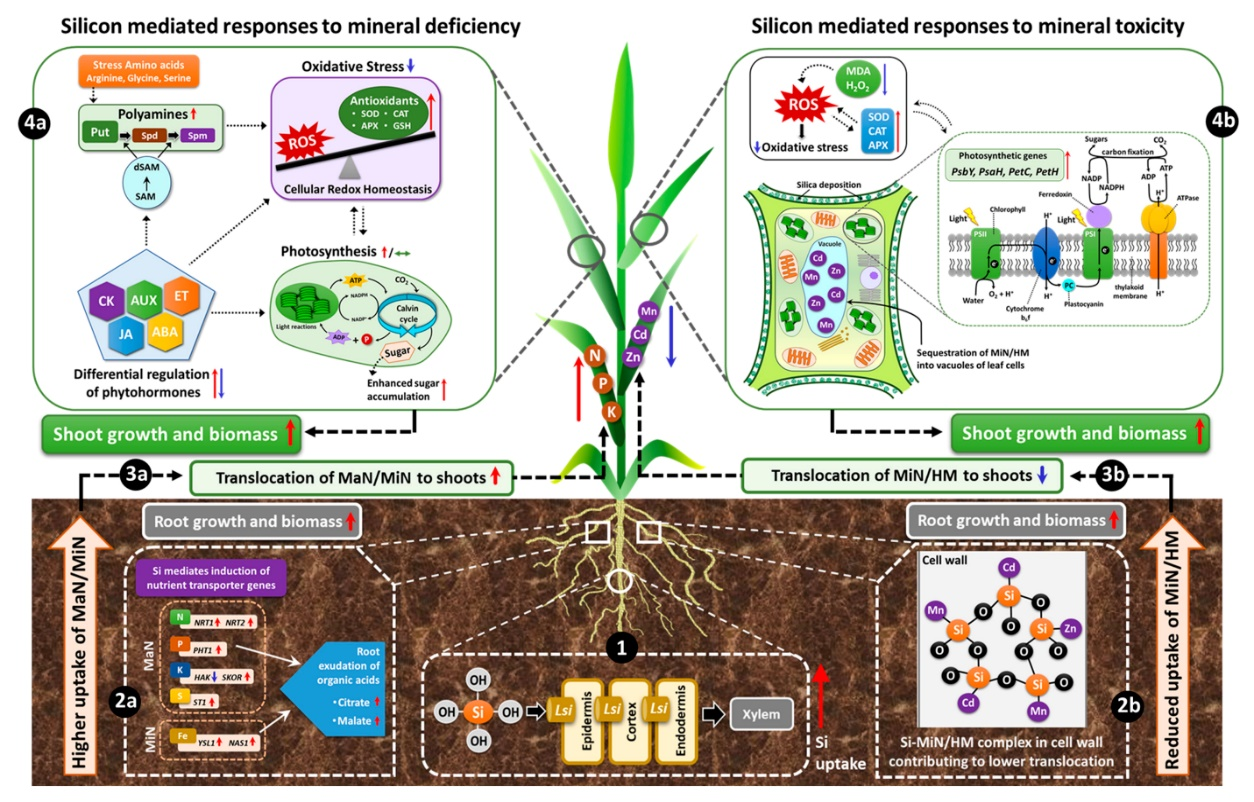 Silicon mediated responses to mineral deficiency
Silicon mediated responses to mineral toxicity
4a
Stress Amino acids
Arginine, Glycine, Serine
Polyamines
Put
Spd
Spm
dSAM
SAM
CK
AUX
ET
JA
ABA
Differential regulation
of phytohormones
Oxidative Stress
Antioxidants
• SOD • CAT
• APX • GSH
ROS
Cellular Redox Homeostasis
Photosynthesis /
ATP
NADPH
CO2
Light reactions
NADP+
Calvin
cycle
ADP + P
Sugar
Enhanced sugar
accumulation
Shoot growth and biomass
N
P
K
Mn
Cd
Zn
4b
MDA
H2O2
ROS
SOD
CAT
APX
Oxidative stress
Silica deposition
Vacuole
Cd
Mn
Zn
Cd
Zn
Mn
Sequestration of MiN/HM
into vacuoles of leaf cells
Photosynthetic genes
PsbY, PsaH, PetC, PetH
Sugars
CO2
carbon fixation
NADP
NADPH
ADP
ATP
H+
Ferredoxin
ATPase
Light
Chlorophyll
PSII
H+
Light
PSI
e-
e-
e-
Water
O2 + H+
H+
Cytochrome
b6f
PC
Plastocyanin
thylakoid
membrane
H+
Shoot growth and biomass
3a
Translocation of MaN/MiN to shoots
Translocation of MiN/HM to shoots
3b
Higher uptake of MaN/MiN
Root growth and biomass
Si mediates induction of
nutrient transporter genes
MaN
N
NRT1 NRT2
P
PHT1
K
HAK SKOR
S
ST1
MiN
Fe
YSL1 NAS1
2a
Root
exudation of
organic acids
• Citrate
• Malate
1
OH
OH Si OH
OH
Lsi
Lsi
Lsi
Epidermis
Cortex
Endodermis
Xylem
Si
uptake
Root growth and biomass
Cell wall
Cd
Si
Mn
O
O
Si
O
Si
Zn
O
O
O
O
Si
O
Si
O
Cd
Mn
2b
Si-MiN/HM complex in cell wall
contributing to lower translocation
Reduced uptake of MiN/HM